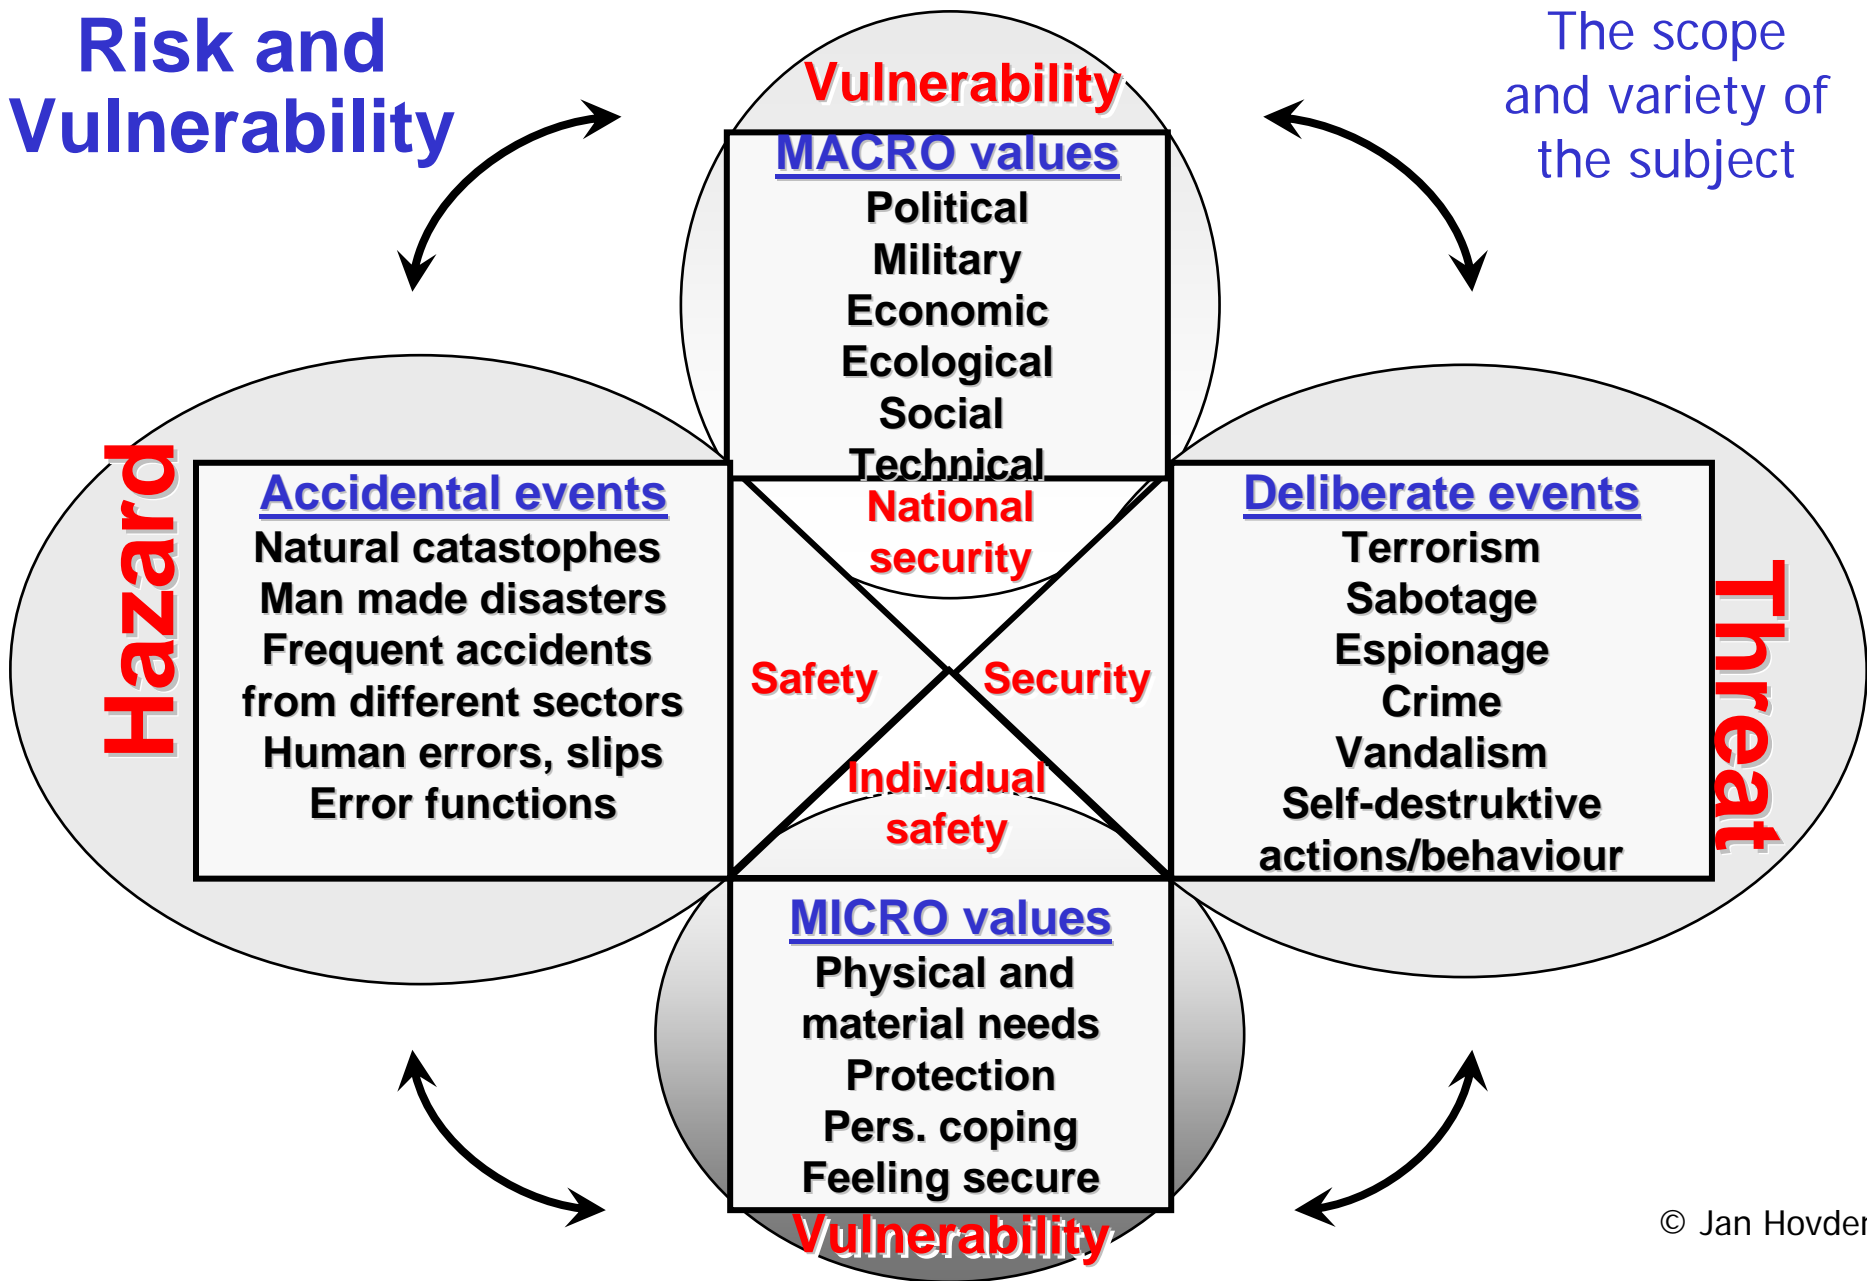 Risk and
Vulnerability
The scope
and variety of
the subject
Vulnerability
MACRO values
Political
Military
Economic
Ecological
Social
Technical
Hazard
Accidental events
Natural catastophes
Man made disasters
Frequent accidents
from different sectors
Human errors, slips
Error functions
National
security
Safety
Security
Individual
safety
Deliberate events
Terrorism
Sabotage
Espionage
Crime
Vandalism
Self-destruktive
actions/behaviour
Threat
MICRO values
Physical and
material needs
Protection
Pers. coping
Feeling secure
Vulnerability
© Jan Hovden